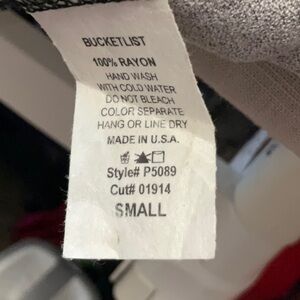 BUCKETLIST
100% RAYON
HAND WASH
WITH COLD WATER
DO NOT BLEACH
COLOR SEPARATE
HANG OR LINE DRY
MADE IN U.S.A.
Style# P5089
Cut# 01914
SMALL